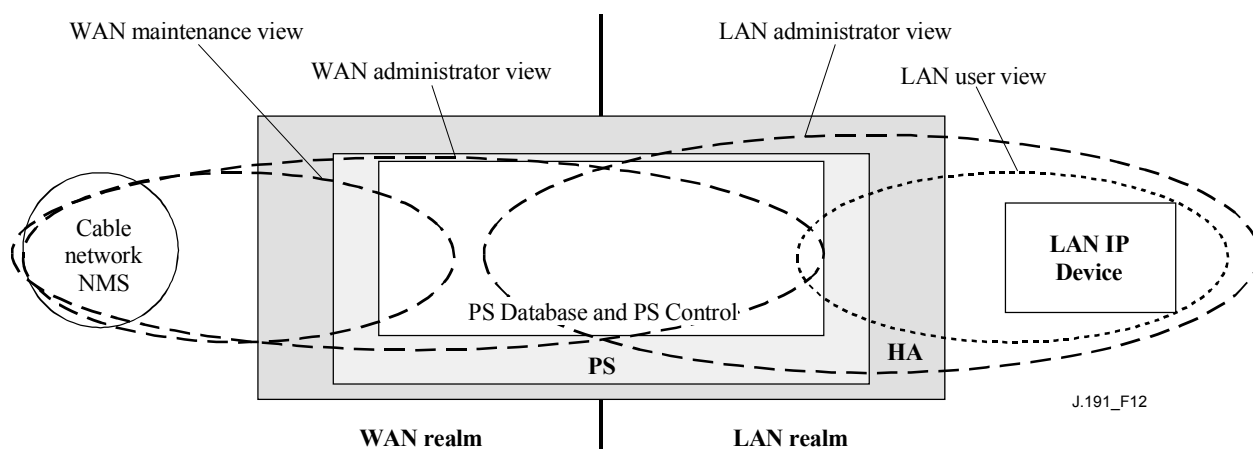 WAN maintenance view
LAN administrator view
WAN administrator view
LAN user view
Cable
network
NMS
LAN IP
Device
PS Database and PS Control
PS
HA
J.191_F12
WAN realm
LAN realm